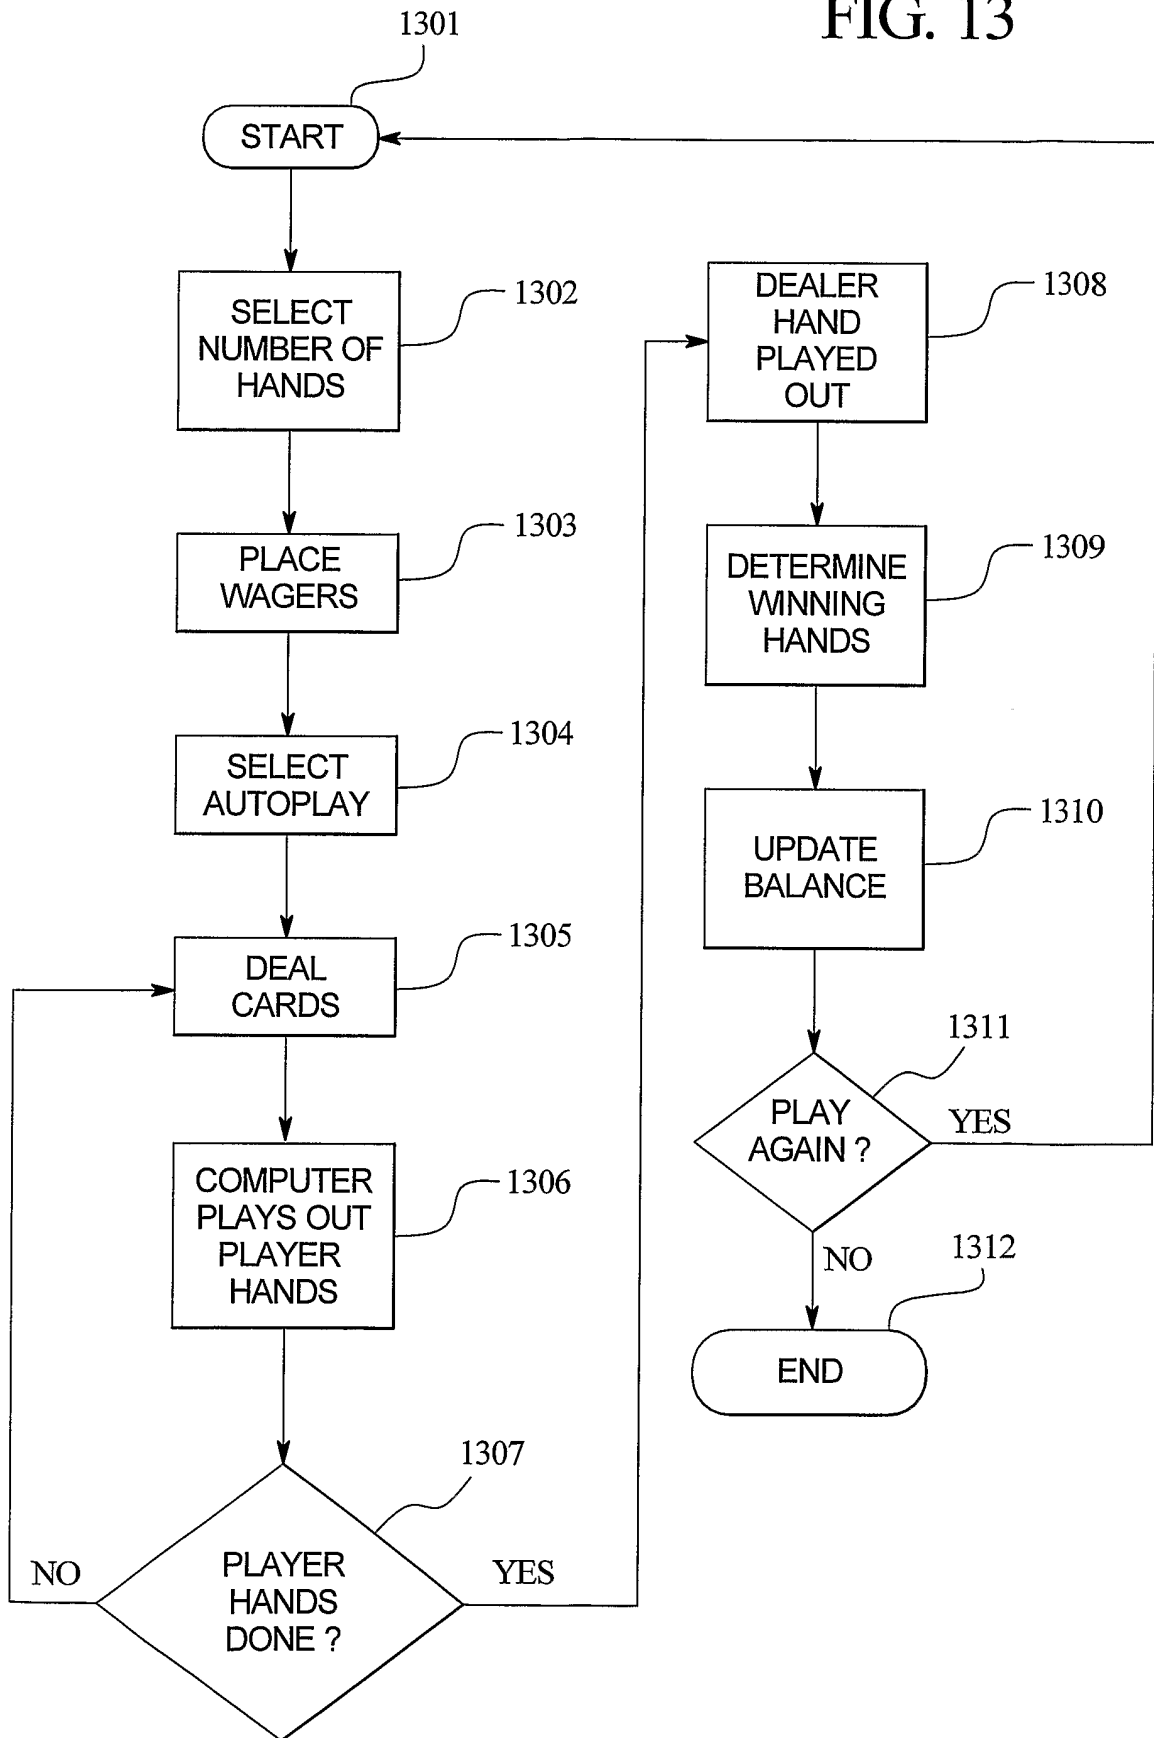 FIG. 13
1301
START
1302
SELECT
NUMBER OF
HANDS
1303
PLACE
WAGERS
1304
SELECT
AUTOPLAY
1305
DEAL
CARDS
1306
COMPUTER
PLAYS OUT
PLAYER
HANDS
1307
PLAYER
HANDS
DONE ?
NO
YES
1308
DEALER
HAND
PLAYED
OUT
1309
DETERMINE
WINNING
HANDS
1310
UPDATE
BALANCE
1311
PLAY
AGAIN ?
YES
NO
1312
END